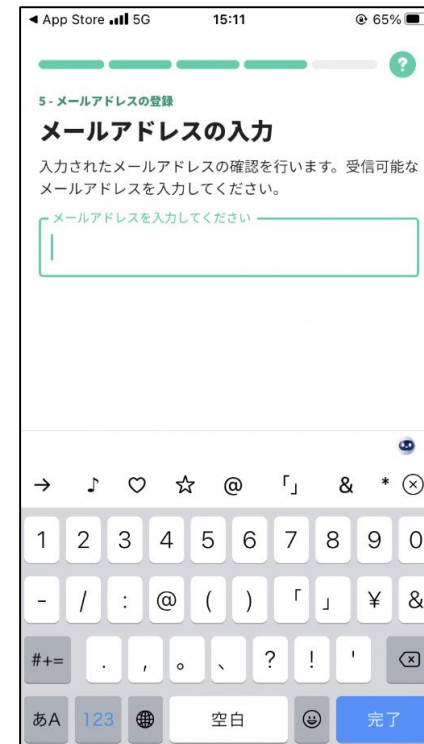 ◀ App Store 5G 15:11 65%
?
5 - メールアドレスの登録
メールアドレスの入力
入力されたメールアドレスの確認を行います。受信可能な
メールアドレスを入力してください。
メールアドレスを入力してください
→ ♪ ♡ ☆ @ 「」 & *
1 2 3 4 5 6 7 8 9 0
- / : @ ( ) 「 」 ¥ &
#+= . , 。 、 ? ! '
あA 123 空白 完了